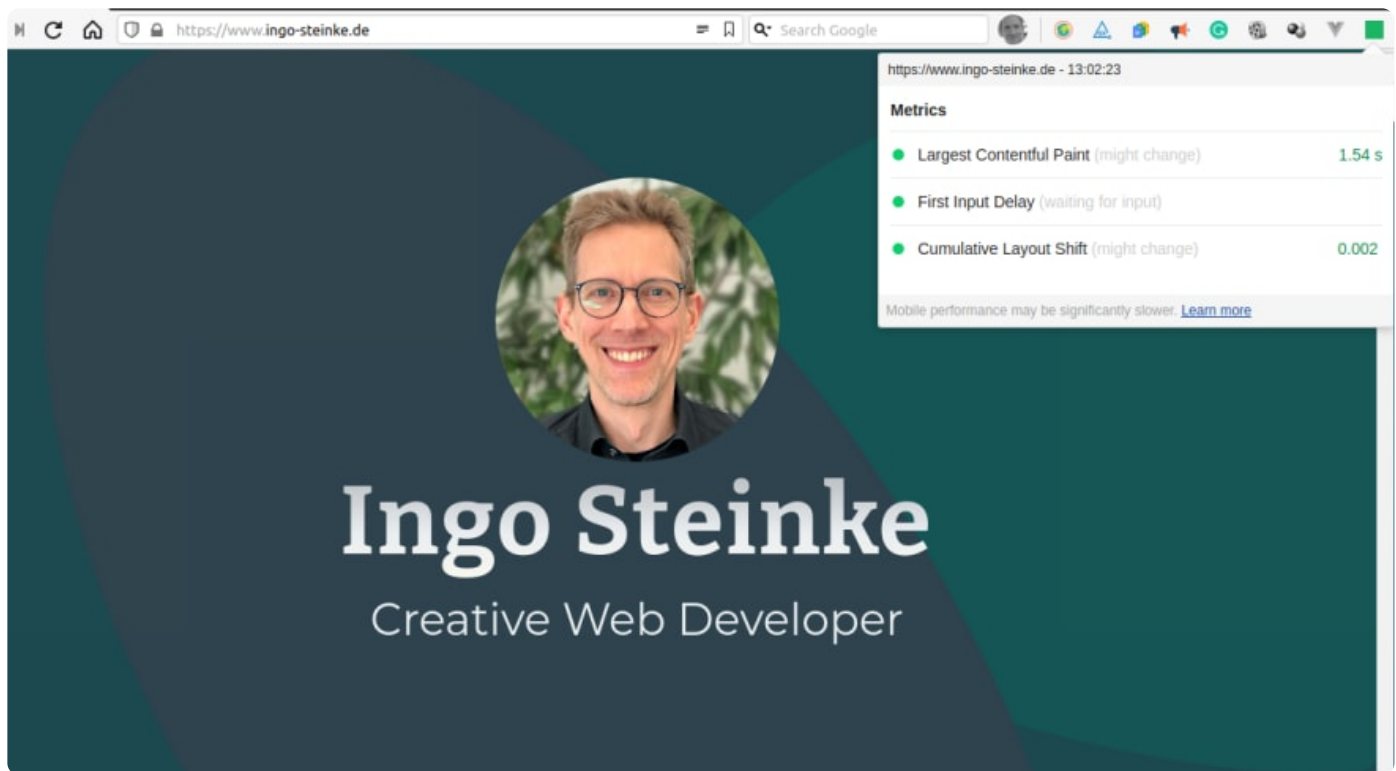 https://www.ingo-steinke.de
Search Google
https://www.ingo-steinke.de - 13:02:23
Metrics
Largest Contentful Paint (might change) 1.54 s
First Input Delay (waiting for input)
Cumulative Layout Shift (might change) 0.002
Mobile performance may be significantly slower. Learn more
Ingo Steinke
Creative Web Developer